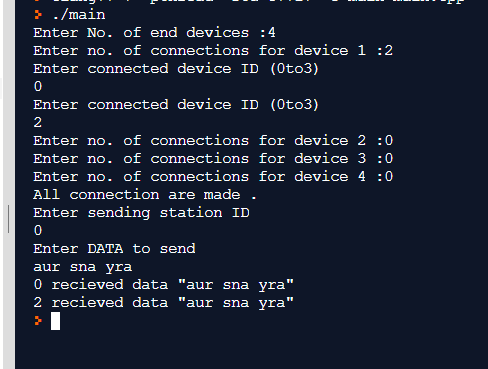 > ./main
Enter No. of end devices :4
Enter no. of connections for device 1 :2
Enter connected device ID (0to3)
0
Enter connected device ID (0to3)
2
Enter no. of connections for device 2 :0
Enter no. of connections for device 3 :0
Enter no. of connections for device 4 :0
All connection are made .
Enter sending station ID
0
Enter DATA to send
aur sna yra
0 recieved data "aur sna yra"
2 recieved data "aur sna yra"
>